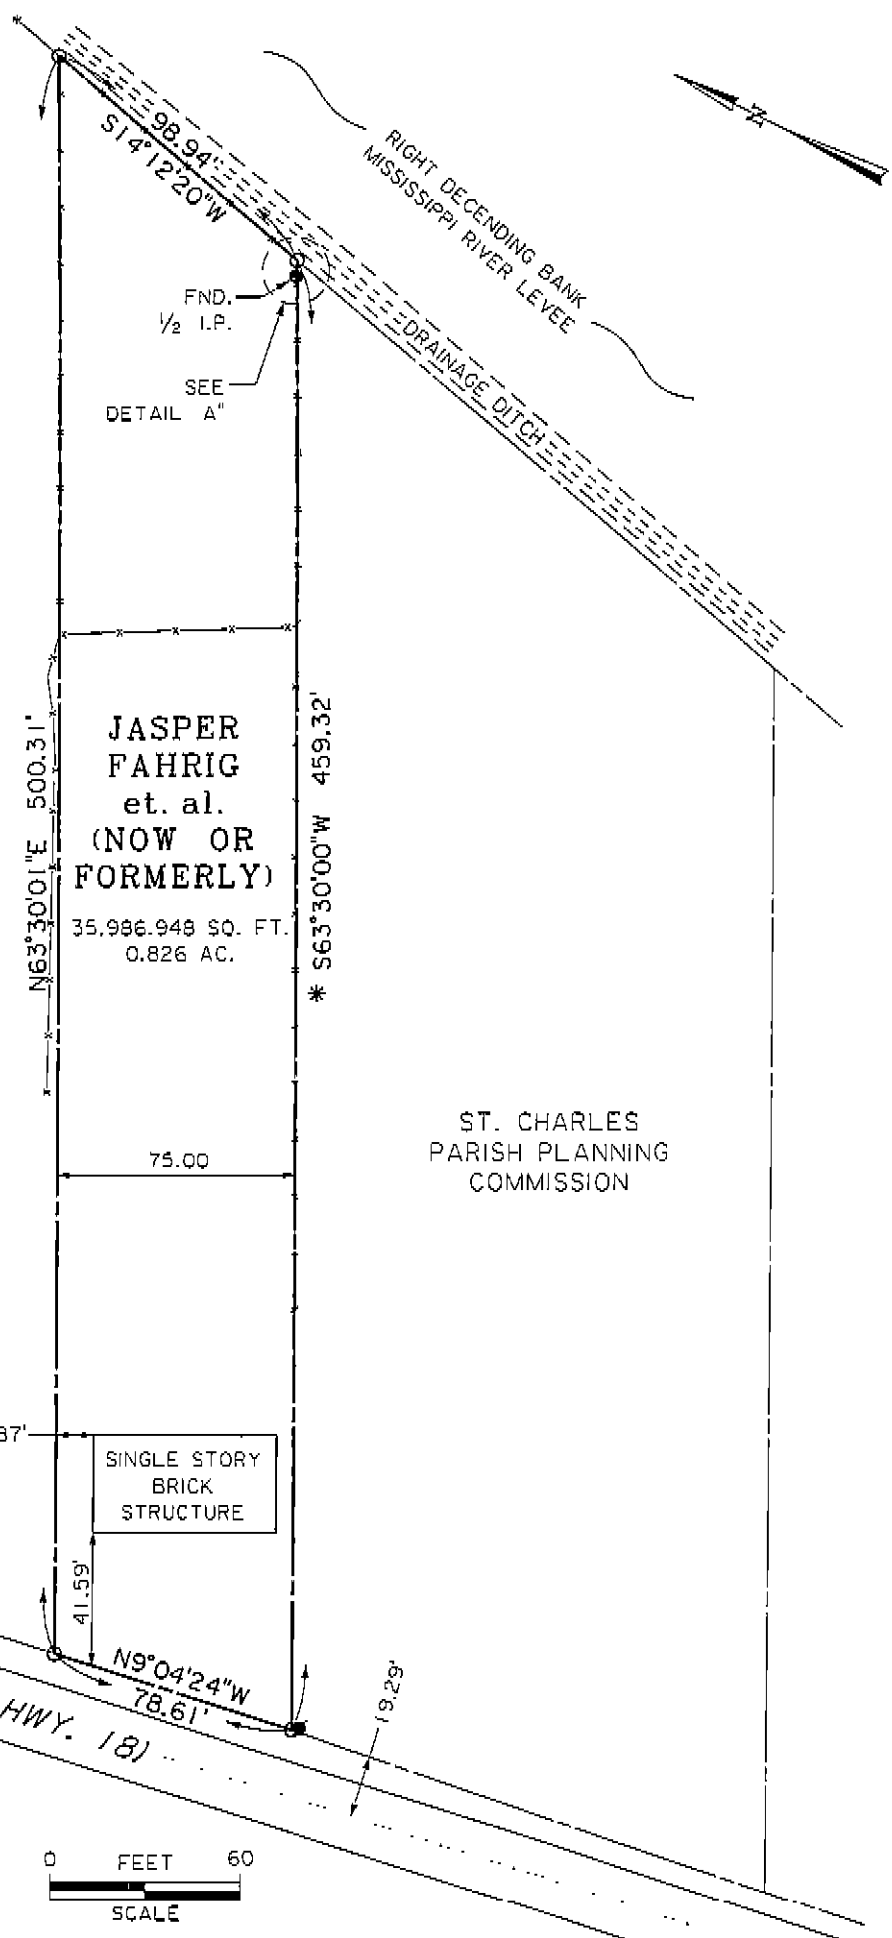 98.94'
S14°12'20"W
N
RIGHT DECENDING BANK
MISSISSIPPI RIVER LEVEE
FND.
1/2 I.P.
SEE
DETAIL A"
DRAINAGE DITCH
N63°30'01"E 500.31'
JASPER
FAHRIG
et. al.
(NOW OR
FORMERLY)
35,986.948 SQ. FT.
0.826 AC.
* S63°30'00"W 459.32'
ST. CHARLES
PARISH PLANNING
COMMISSION
75.00
37'
SINGLE STORY
BRICK
STRUCTURE
41.59'
N9°04'24"W
78.61'
19.29'
HWY. 18)
0 FEET 60
SCALE